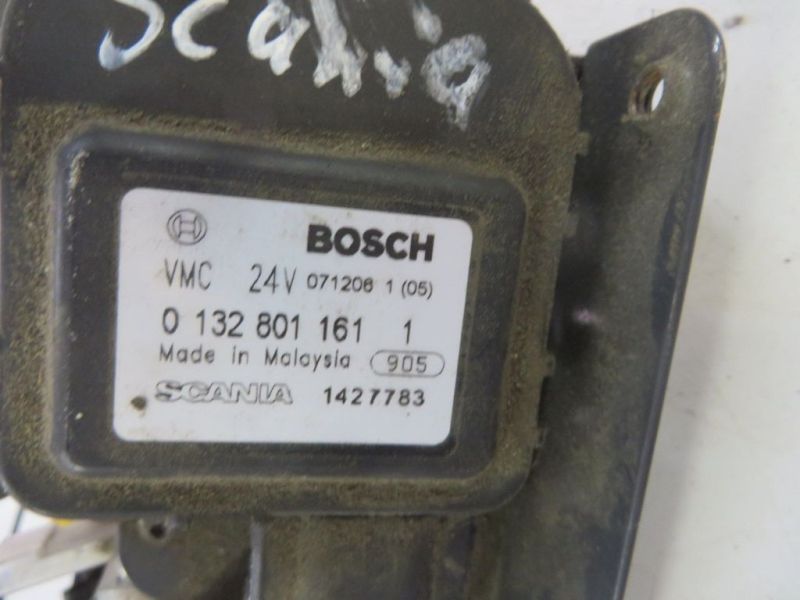 Scania
BOSCH
VMC 24V 071206 1 (05)
0 132 801 161 1
Made in Malaysia 905
SCANIA 1427783